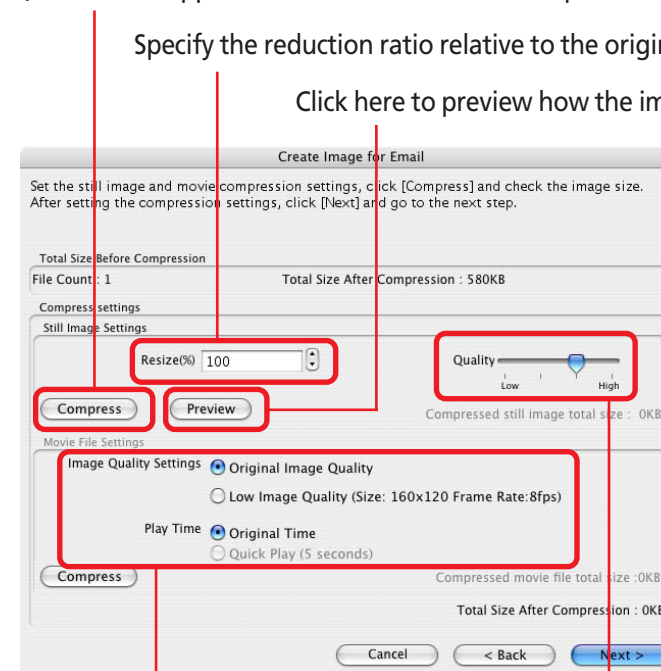 Specify the reduction ratio relative to the
Click here to preview how the
Create Image for Email
Set the still image and movie compression settings, click [Compress] and check the image size.
After setting the compression settings, click [Next] and go to the next step.
Total Size Before Compression
File Count : 1 Total Size After Compression : 580KB
Compress settings
Still Image Settings
Resize(%) 100 Quality
Low High
Compress Preview Compressed still image total size : 0KB
Movie File Settings
Image Quality Settings Original Image Quality
Low Image Quality (Size: 160x120 Frame Rate:8fps)
Play Time Original Time
Quick Play (5 seconds)
Compress Compressed movie file total size :0KB
Total Size After Compression : 0KB
Cancel < Back Next >